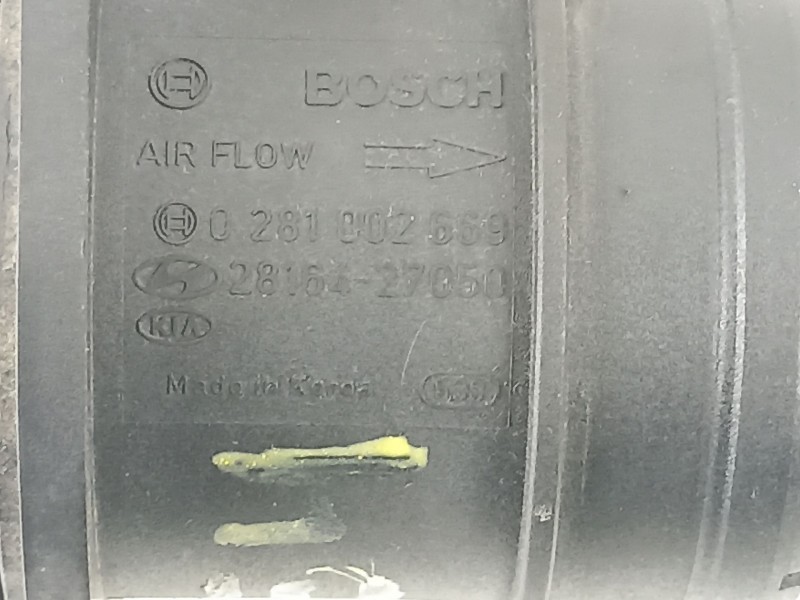 BOSCH
AIR FLOW
0 281 002 669
28164-27050
KIA
Made in Korea